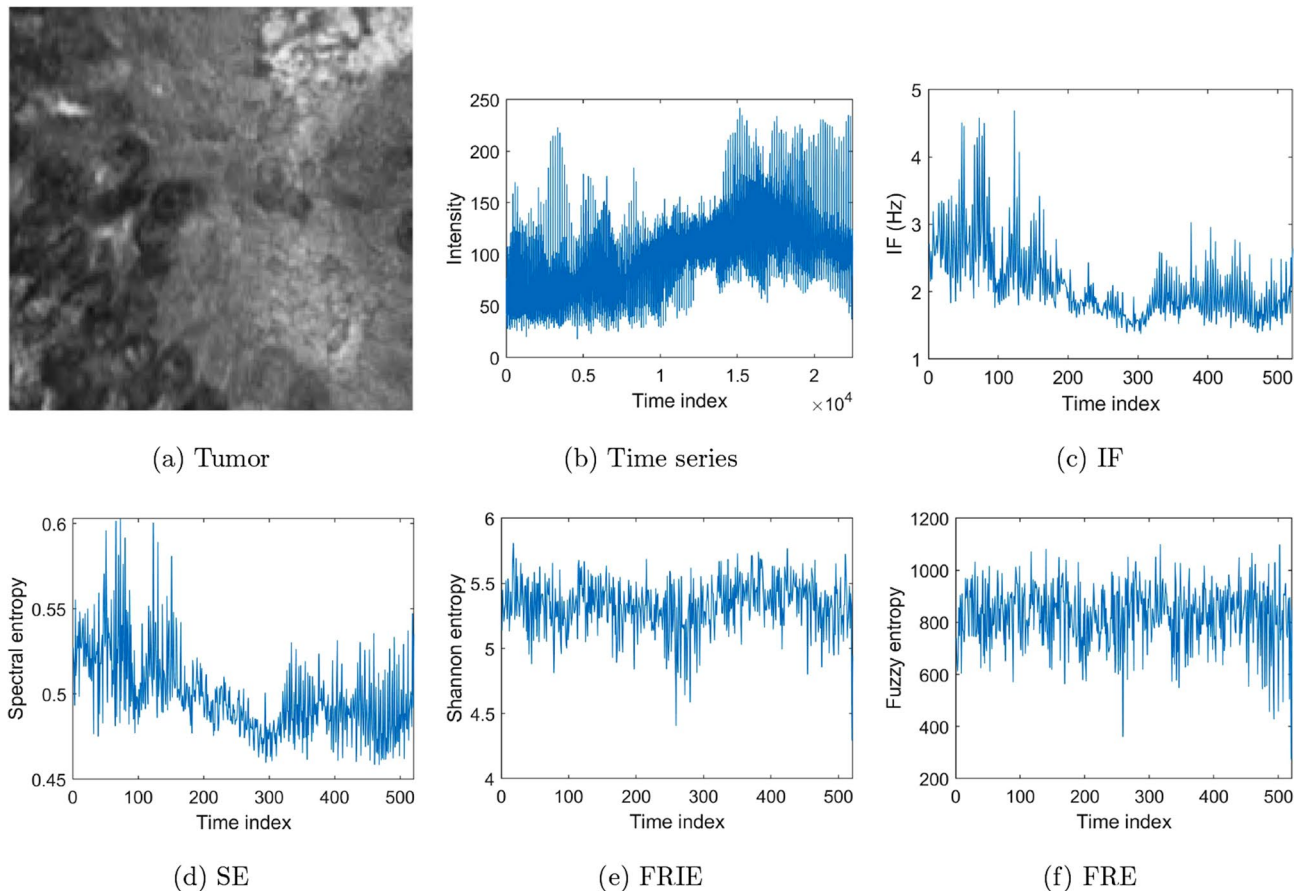 250
200
150
100
50
0
Intensity
0 0.5 1 1.5 2
×10⁴
Time index
5
4
3
2
1
IF (Hz)
0 100 200 300 400 500
Time index
(a) Tumor
(b) Time series
(c) IF
0.6
0.55
0.5
0.45
Spectral entropy
0 100 200 300 400 500
Time index
6
5.5
5
4.5
4
Shannon entropy
0 100 200 300 400 500
Time index
1200
1000
800
600
400
200
Fuzzy entropy
0 100 200 300 400 500
Time index
(d) SE
(e) FRIE
(f) FRE